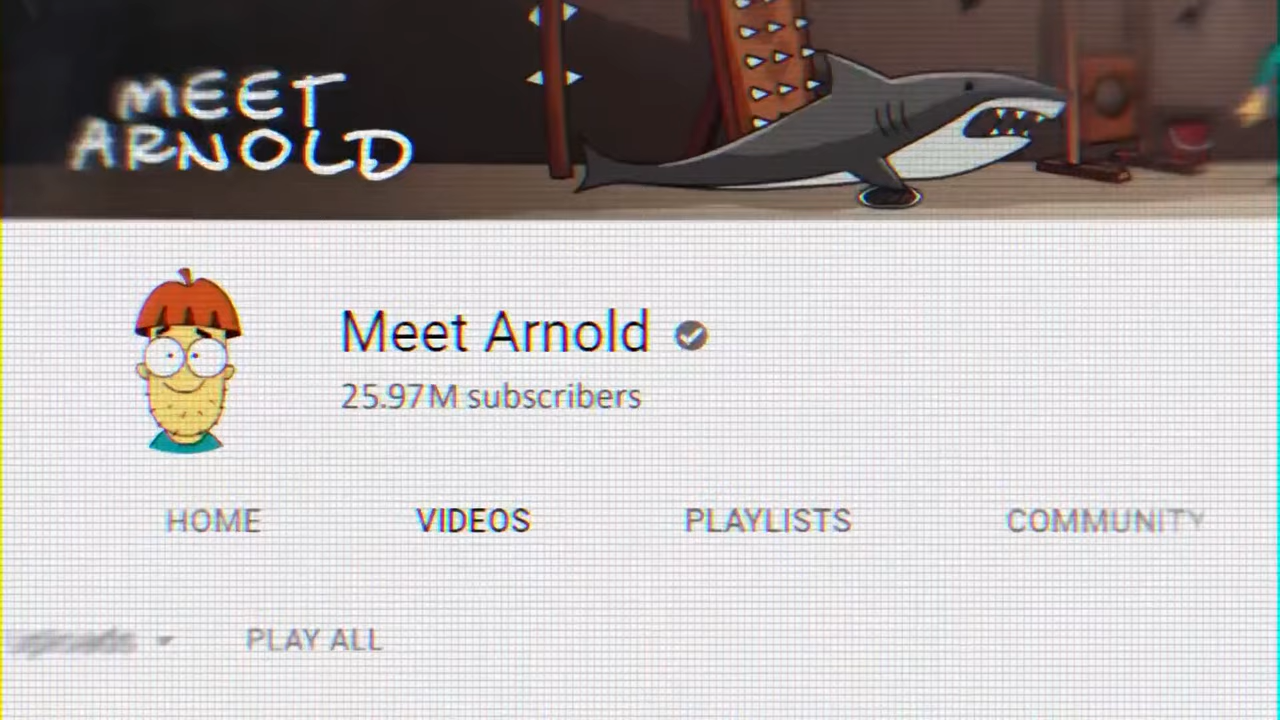 MEET
ARNOLD
Meet Arnold
25.97M subscribers
HOME VIDEOS PLAYLISTS COMMUNITY
PLAY ALL